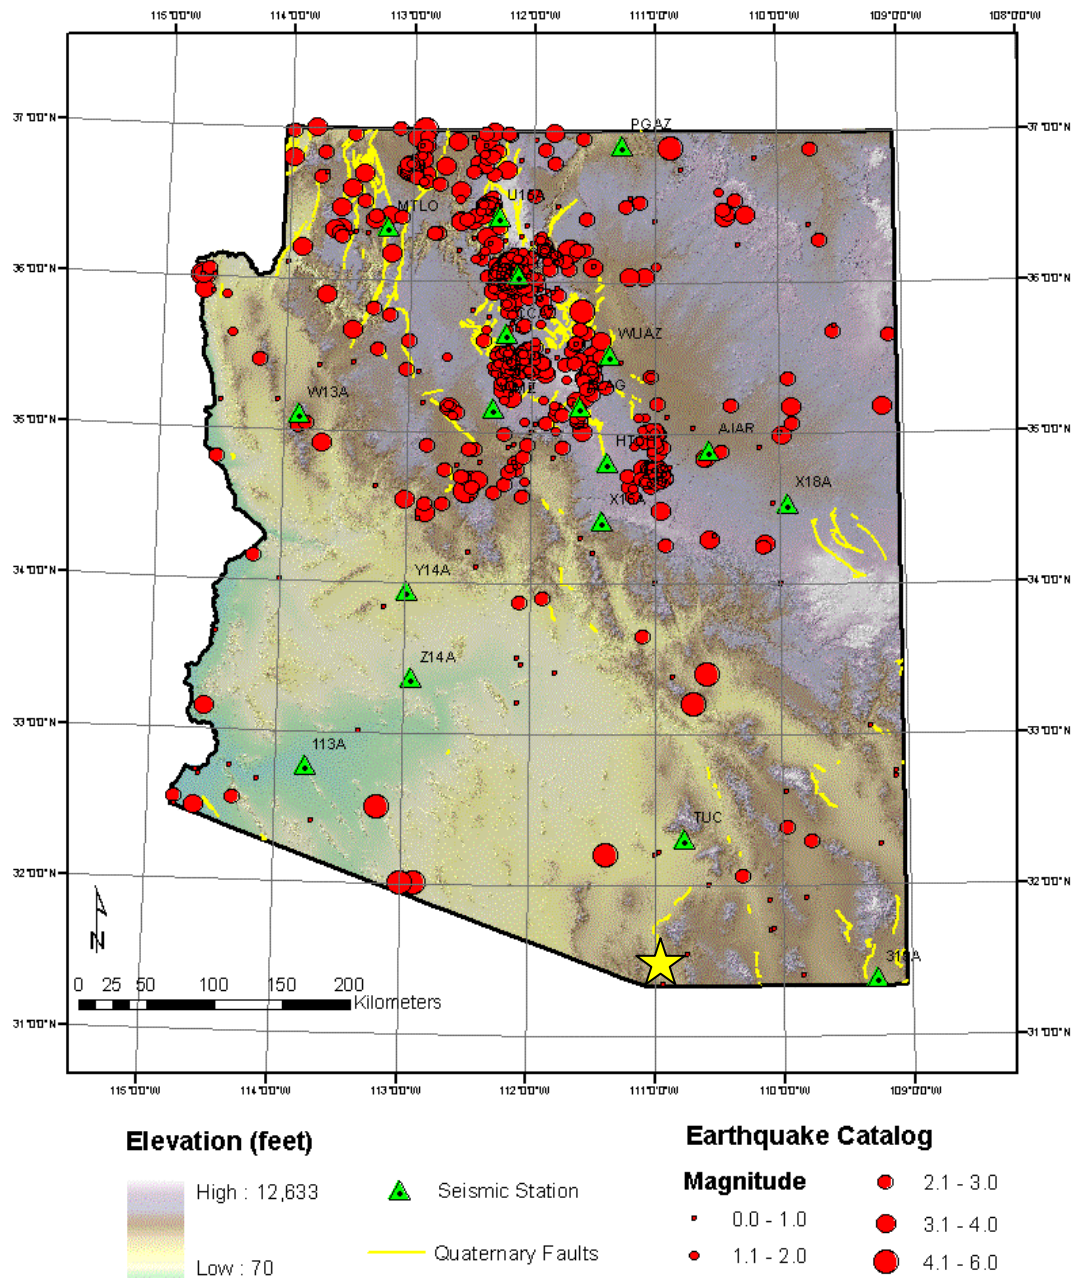 115°0'0"W 114°0'0"W 113°0'0"W 112°0'0"W 111°0'0"W 110°0'0"W 109°0'0"W 108°0'0"W
37°0'0"N 37°0'0"N
PGAZ
U15A
MTLO
36°0'0"N 36°0'0"N
WUAZ
W13A
35°0'0"N 35°0'0"N
AJAR
X18A
X16A
34°0'0"N 34°0'0"N
Y14A
Z14A
33°0'0"N 33°0'0"N
113A
TUC
32°0'0"N 32°0'0"N
N
0 25 50 100 150 200
Kilometers
31°0'0"N 31°0'0"N
115°0'0"W 114°0'0"W 113°0'0"W 112°0'0"W 111°0'0"W 110°0'0"W 109°0'0"W
Elevation (feet)
High : 12,633
Low : 70
Seismic Station
Quaternary Faults
Earthquake Catalog
Magnitude
0.0 - 1.0
1.1 - 2.0
2.1 - 3.0
3.1 - 4.0
4.1 - 6.0